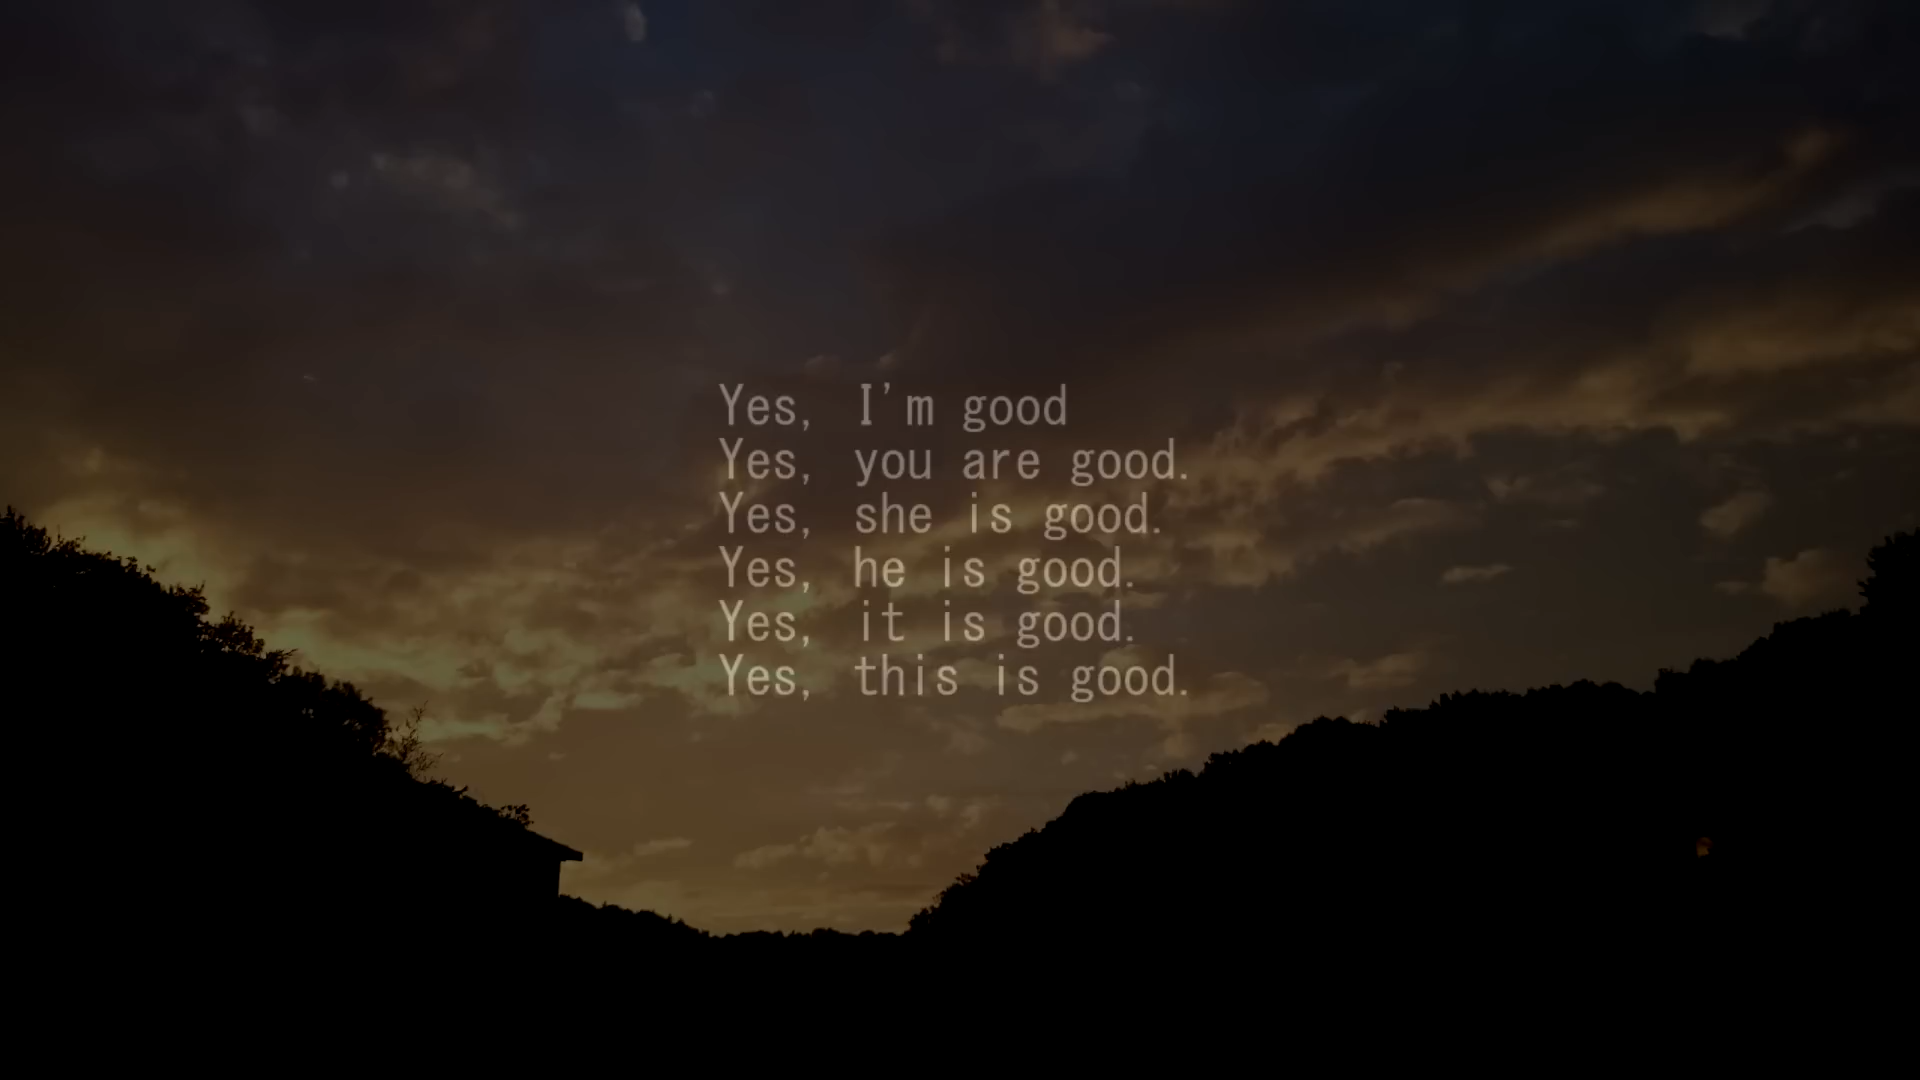 Yes, I'm good
Yes, you are good.
Yes, she is good.
Yes, he is good.
Yes, it is good.
Yes, this is good.